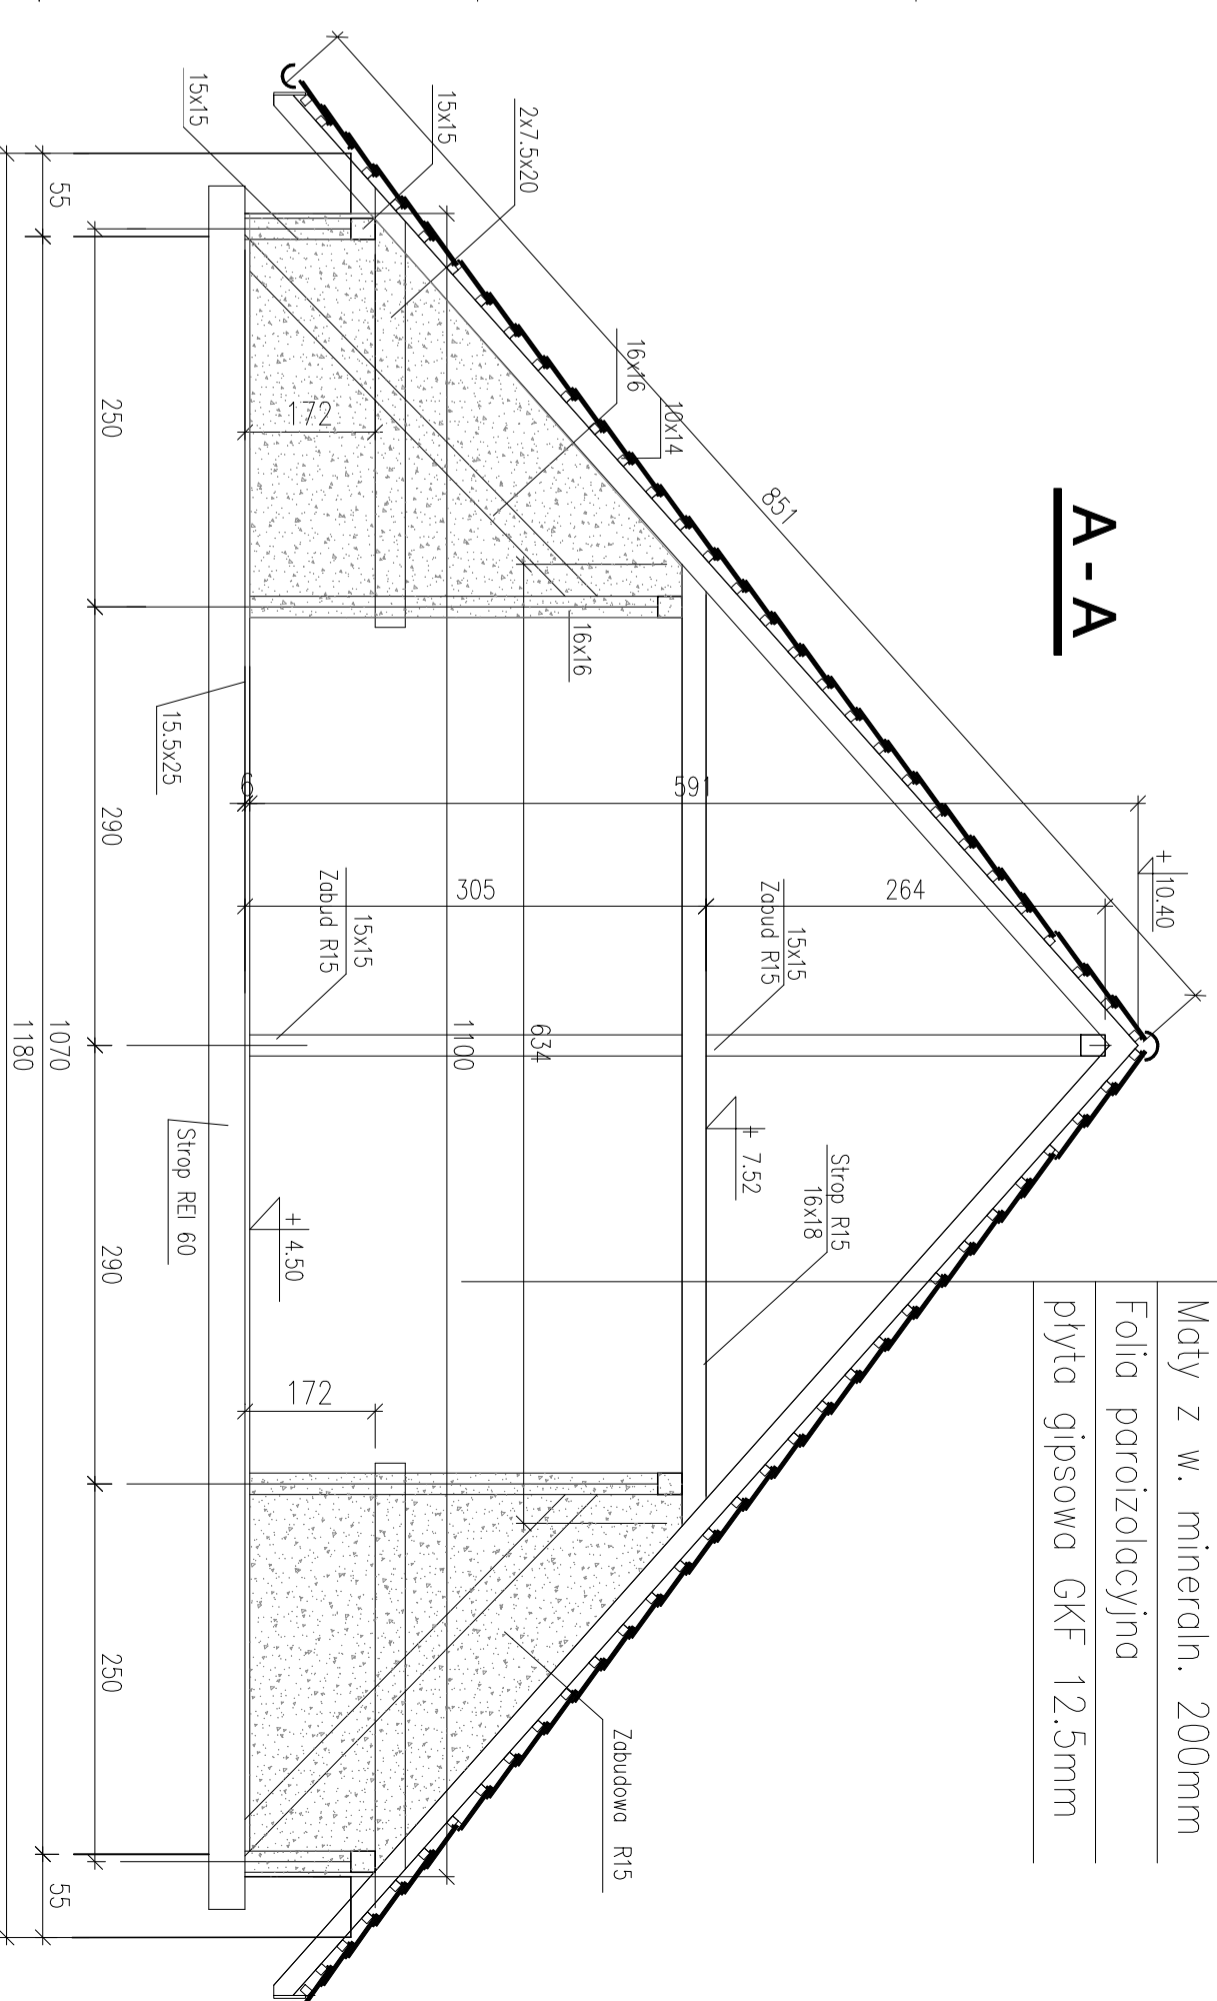 A - A
Maty z w. mineraln. 200mm
Folia paroizolacyjna
płyta gipsowa GKF 12.5mm
851
+ 10.40
264
15x15
Zabud R15
10x14
16x16
2x7.5x20
15x15
15x15
591
+ 7.52
Strop R15
16x18
634
1100
305
16x16
172
172
15x15
Zabud R15
Zabudowa R15
+ 4.50
6
15.5x25
Strop REI 60
250
290
290
250
55
1070
55
1180